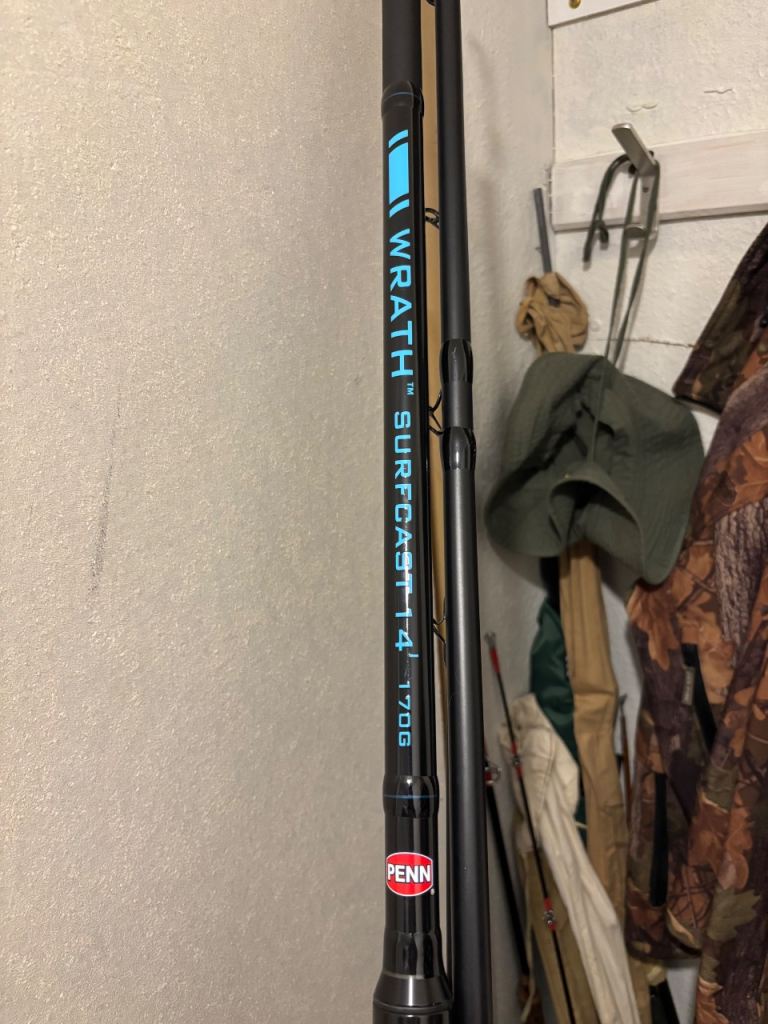 WRATH™ SURFCAST 14' 170G
PENN®